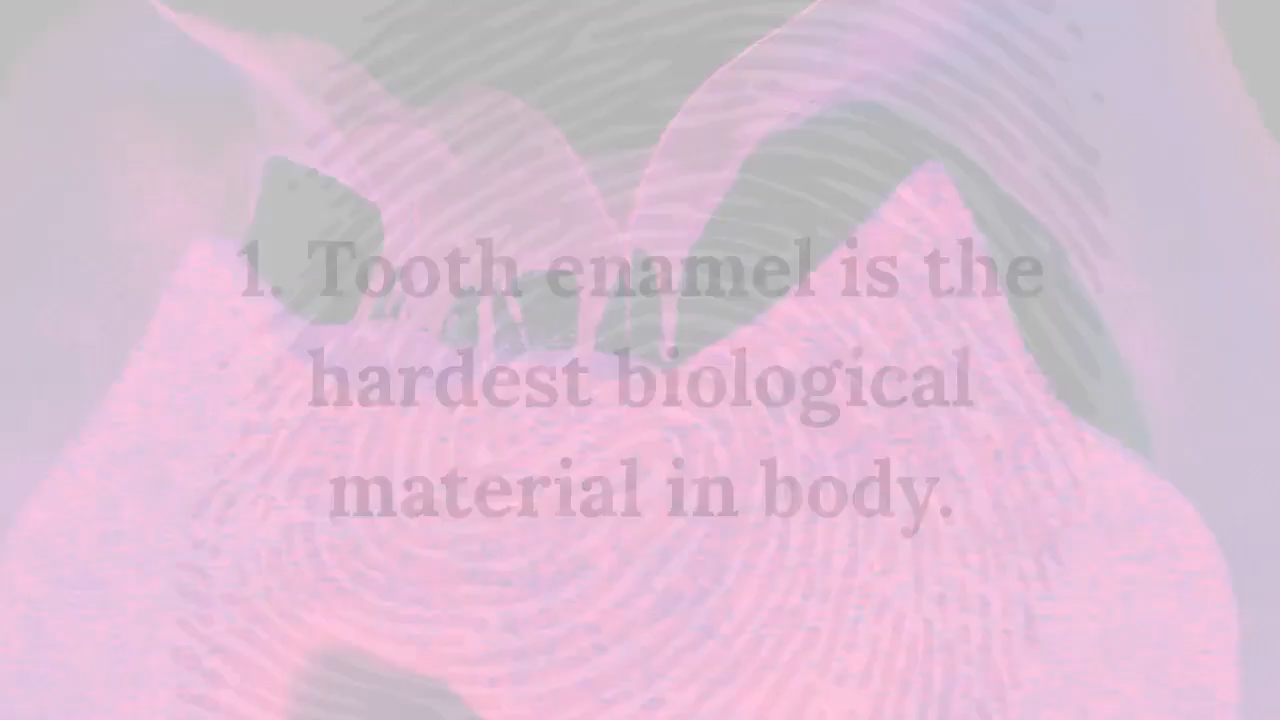 1. Tooth enamel is the
hardest biological
material in body.